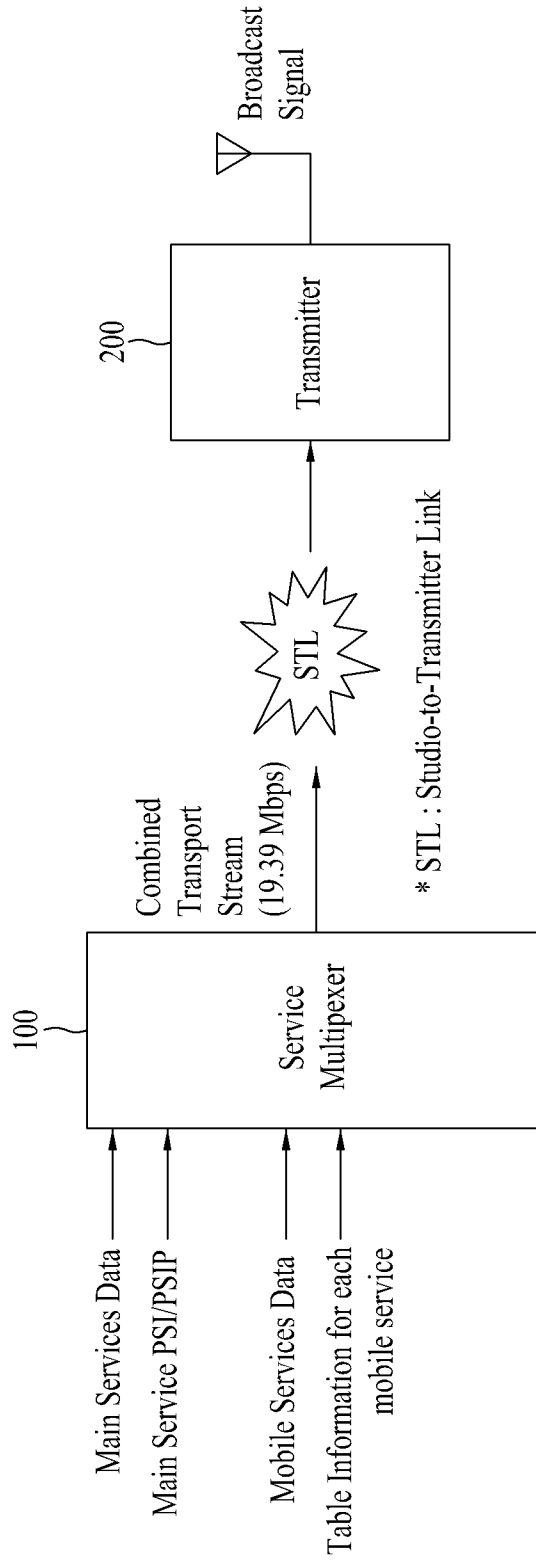 Main Services Data
Main Service PSI/PSIP
Mobile Services Data
Table Information for each
mobile service
100
Service
Multipexer
Combined
Transport
Stream
(19.39 Mbps)
STL
* STL : Studio-to-Transmitter Link
200
Transmitter
Broadcast
Signal